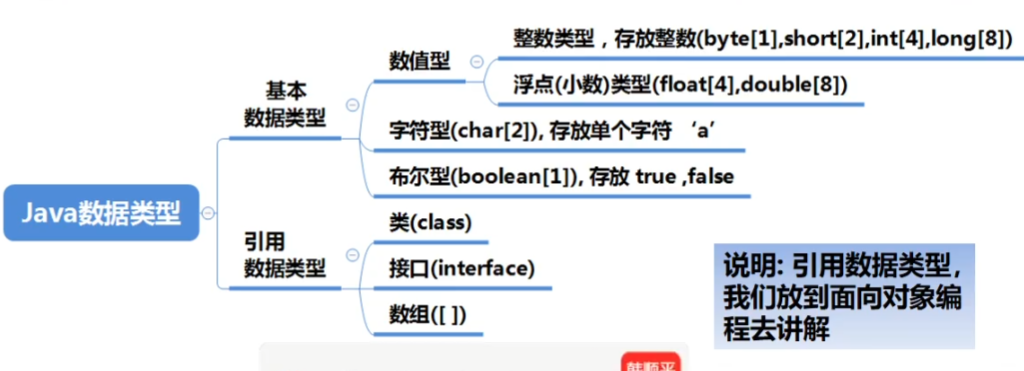 Java数据类型
基本
数据类型
数值型
整数类型，存放整数(byte[1],short[2],int[4],long[8])
浮点(小数)类型(float[4],double[8])
字符型(char[2]), 存放单个字符 ‘a’
布尔型(boolean[1]), 存放 true ,false
引用
数据类型
类(class)
接口(interface)
数组([ ])
说明: 引用数据类型，
我们放到面向对象编
程去讲解
韩顺平